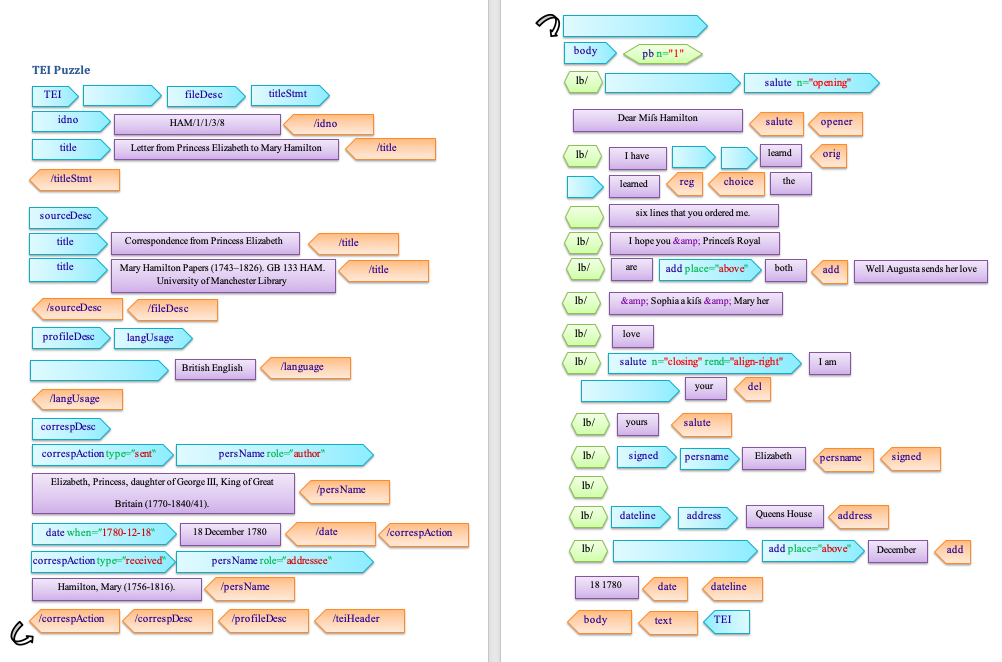 TEI Puzzle
TEI fileDesc titleStmt
idno HAM/1/1/3/8 /idno
title Letter from Princess Elizabeth to Mary Hamilton /title
/titleStmt
sourceDesc
title Correspondence from Princess Elizabeth /title
title Mary Hamilton Papers (1743–1826). GB 133 HAM. /title
University of Manchester Library
/sourceDesc /fileDesc
profileDesc langUsage
British English /language
/langUsage
correspDesc
correspAction type="sent" persName role="author"
Elizabeth, Princess, daughter of George III, King of Great
Britain (1770-1840/41). /persName
date when="1780-12-18" 18 December 1780 /date /correspAction
correspAction type="received" persName role="addressee"
Hamilton, Mary (1756-1816). /persName
/correspAction /correspDesc /profileDesc /teiHeader
body pb n="1"
lb/ salute n="opening"
Dear Miſs Hamilton salute opener
lb/ I have learnd orig
learned reg choice the
six lines that you ordered me.
lb/ I hope you &amp; Princeſs Royal
lb/ are add place="above" both add Well Augusta sends her love
lb/ &amp; Sophia a kiſs &amp; Mary her
lb/ love
lb/ salute n="closing" rend="align-right" I am
your del
lb/ yours salute
lb/ signed persname Elizabeth persname signed
lb/
lb/ dateline address Queens House address
lb/ add place="above" December add
18 1780 date dateline
body text TEI